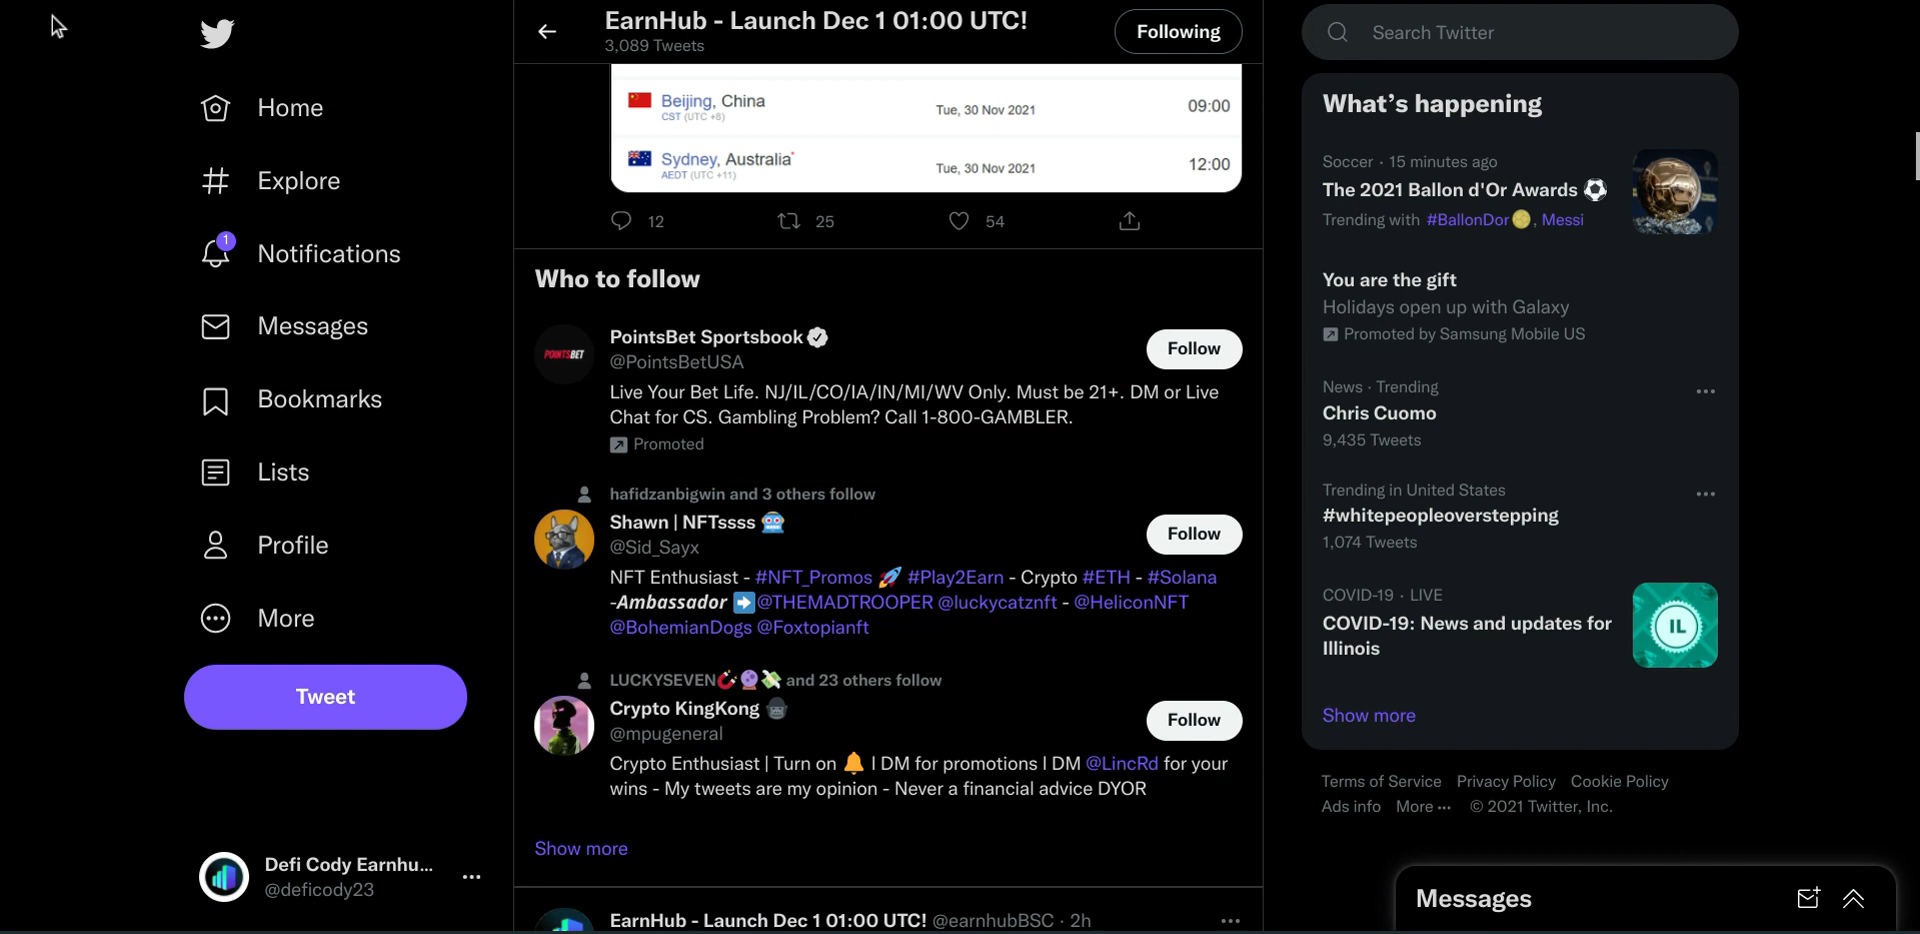 Home
Explore
1
Notifications
Messages
Bookmarks
Lists
Profile
More
Tweet
Defi Cody Earnhu...
@deficody23
EarnHub - Launch Dec 1 01:00 UTC!
3,089 Tweets
Following
Beijing, China
CST (UTC +8)
Tue, 30 Nov 2021
09:00
Sydney, Australia*
AEDT (UTC +11)
Tue, 30 Nov 2021
12:00
12
25
54
Who to follow
POINTSBET
PointsBet Sportsbook
@PointsBetUSA
Follow
Live Your Bet Life. NJ/IL/CO/IA/IN/MI/WV Only. Must be 21+. DM or Live
Chat for CS. Gambling Problem? Call 1-800-GAMBLER.
Promoted
hafidzanbigwin and 3 others follow
Shawn | NFTssss 🤖
@Sid_Sayx
Follow
NFT Enthusiast - #NFT_Promos 🚀 #Play2Earn - Crypto #ETH - #Solana
-Ambassador ➡️@THEMADTROOPER @luckycatznft - @HeliconNFT
@BohemianDogs @Foxtopianft
LUCKYSEVEN🧲🔮💸 and 23 others follow
Crypto KingKong 🦍
@mpugeneral
Follow
Crypto Enthusiast | Turn on 🔔 l DM for promotions l DM @LincRd for your
wins - My tweets are my opinion - Never a financial advice DYOR
Show more
EarnHub - Launch Dec 1 01:00 UTC! @earnhubBSC · 2h
Search Twitter
What's happening
Soccer · 15 minutes ago
The 2021 Ballon d'Or Awards ⚽
Trending with #BallonDor, Messi
You are the gift
Holidays open up with Galaxy
Promoted by Samsung Mobile US
News · Trending
Chris Cuomo
9,435 Tweets
Trending in United States
#whitepeopleoverstepping
1,074 Tweets
COVID-19 · LIVE
COVID-19: News and updates for
Illinois
IL
Show more
Terms of Service Privacy Policy Cookie Policy
Ads info More ··· © 2021 Twitter, Inc.
Messages